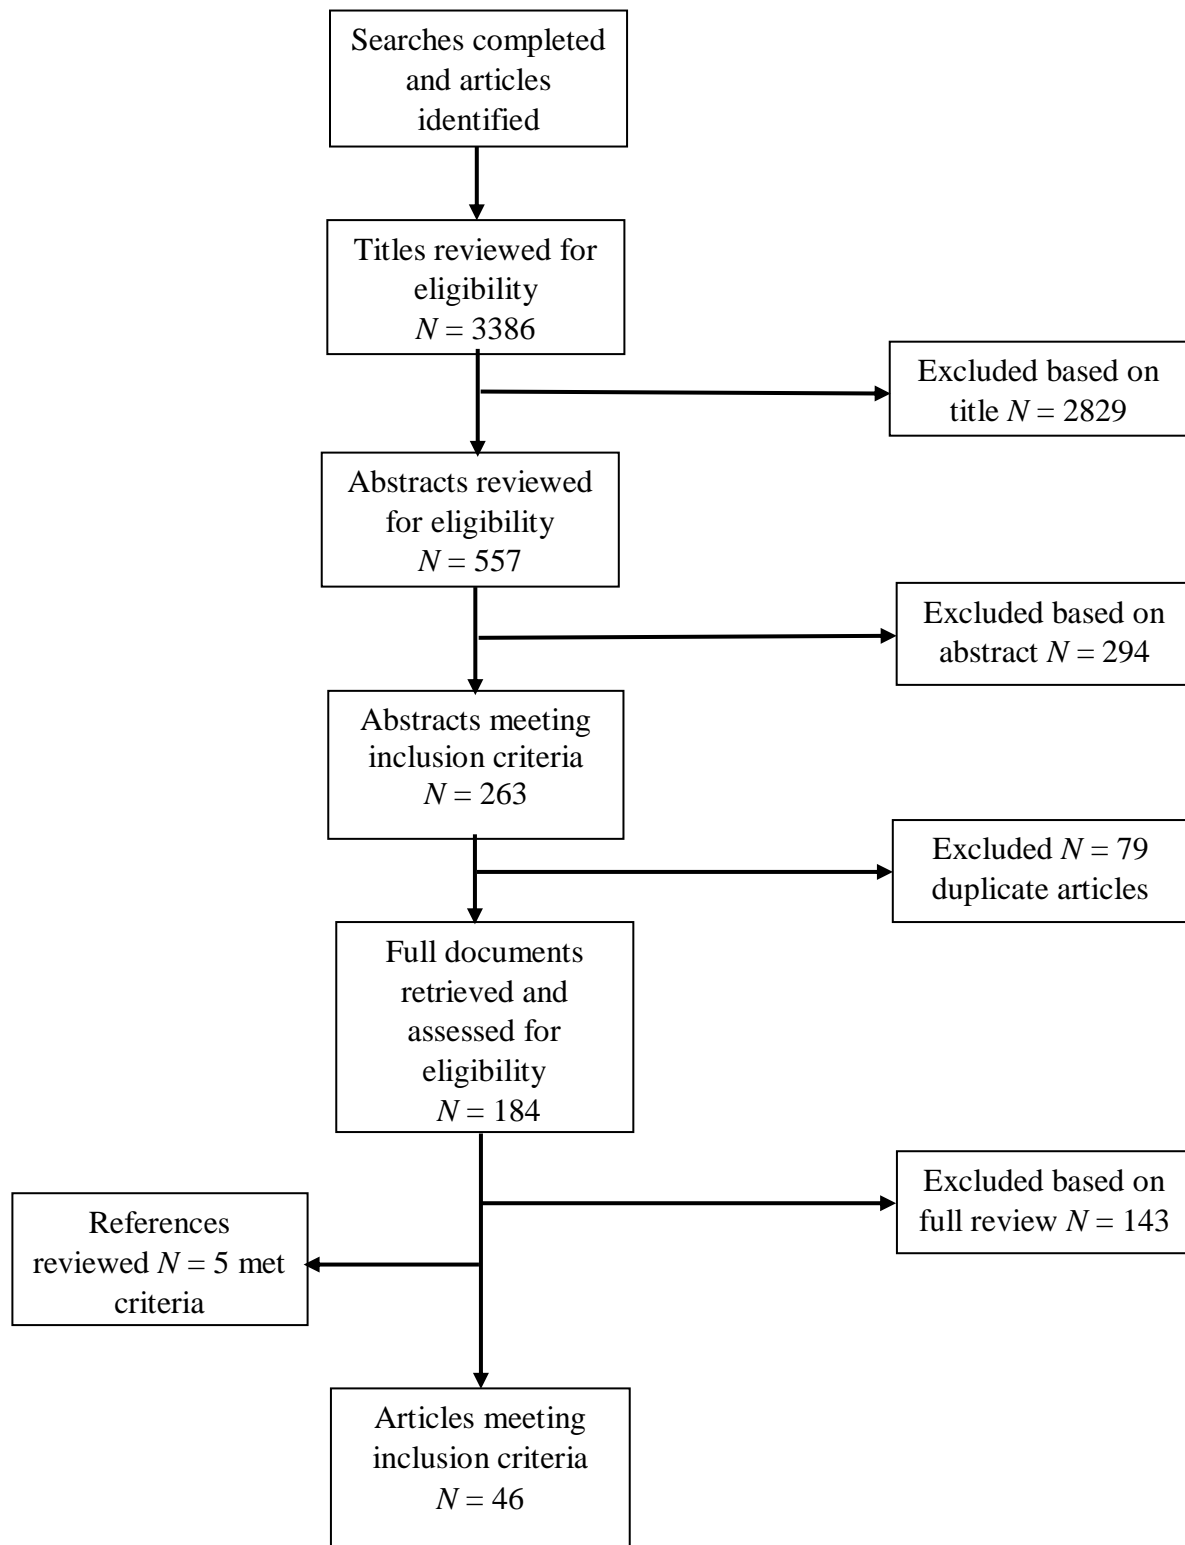 Searches completed
and articles
identified
Titles reviewed for
eligibility
N = 3386
Excluded based on
title N = 2829
Abstracts reviewed
for eligibility
N = 557
Excluded based on
abstract N = 294
Abstracts meeting
inclusion criteria
N = 263
Excluded N = 79
duplicate articles
Full documents
retrieved and
assessed for
eligibility
N = 184
Excluded based on
full review N = 143
References
reviewed N = 5 met
criteria
Articles meeting
inclusion criteria
N = 46